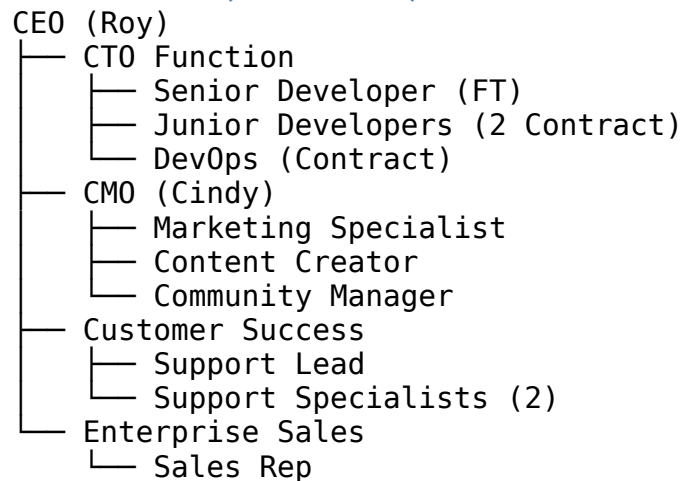 CEO (Roy)
├── CTO Function
│   ├── Senior Developer (FT)
│   ├── Junior Developers (2 Contract)
│   └── DevOps (Contract)
├── CMO (Cindy)
│   ├── Marketing Specialist
│   ├── Content Creator
│   └── Community Manager
├── Customer Success
│   ├── Support Lead
│   └── Support Specialists (2)
└── Enterprise Sales
    └── Sales Rep